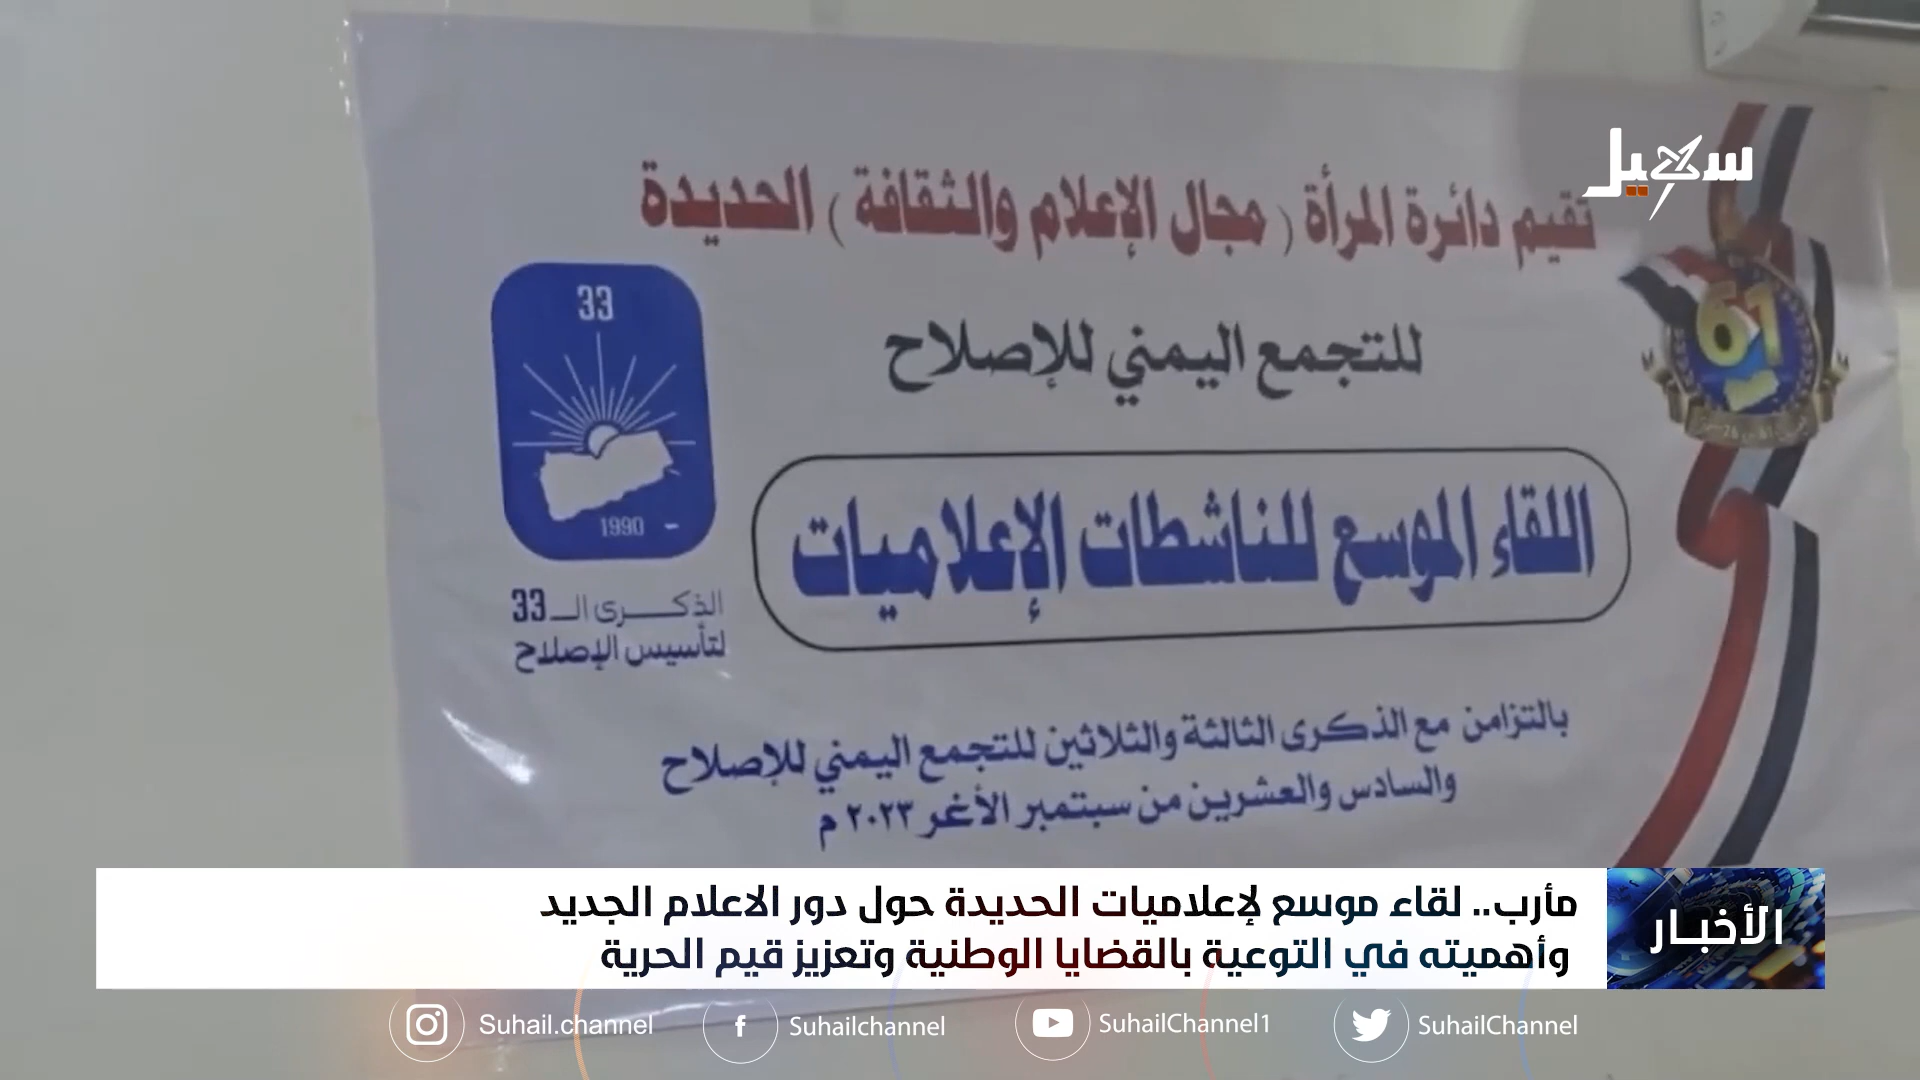 سهيل
تقيم دائرة المرأة ( مجال الإعلام والثقافة ) الحديدة
للتجمع اليمني للإصلاح
61
33
1990
اللقاء الموسع للناشطات الإعلاميات
الذكرى الـ 33
لتأسيس الإصلاح
بالتزامن مع الذكرى الثالثة والثلاثين للتجمع اليمني للإصلاح
والسادس والعشرين من سبتمبر الأغر ٢٠٢٣ م
الأخبار
مأرب.. لقاء موسع لإعلاميات الحديدة حول دور الاعلام الجديد
وأهميته في التوعية بالقضايا الوطنية وتعزيز قيم الحرية
Suhail.channel
Suhailchannel
SuhailChannel1
SuhailChannel